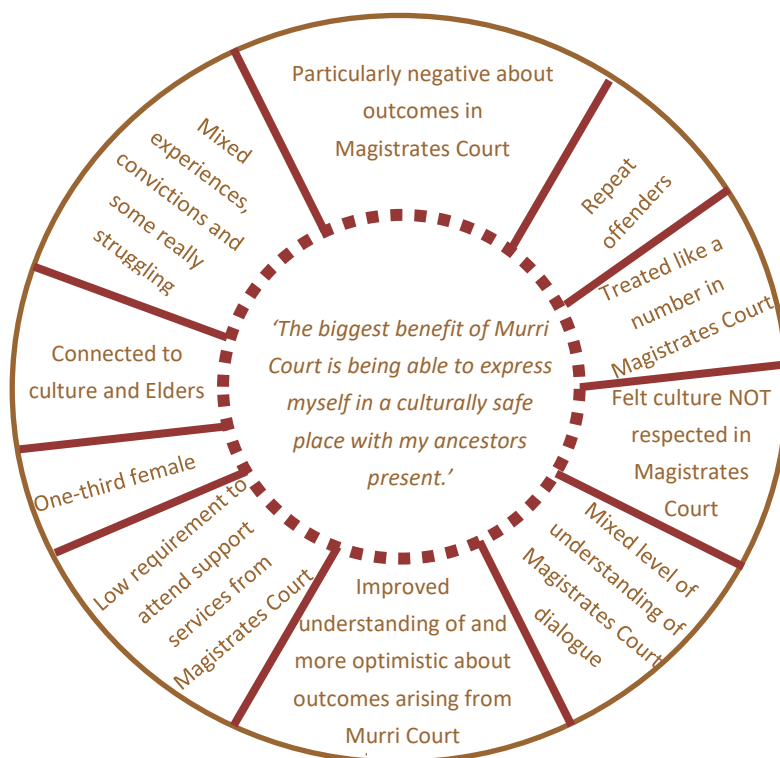 Particularly negative about
outcomes in
Magistrates Court
Repeat
offenders
Treated like a
number in
Magistrates Court
Felt culture NOT
respected in
Magistrates
Court
Mixed level of
understanding of
Magistrates Court
dialogue
Improved
understanding of and
more optimistic about
outcomes arising from
Murri Court
Low requirement to
attend support
services from
Magistrates Court
One-third female
Connected to
culture and Elders
Mixed
experiences,
convictions and
some really
struggling
‘The biggest benefit of Murri
Court is being able to express
myself in a culturally safe
place with my ancestors
present.’